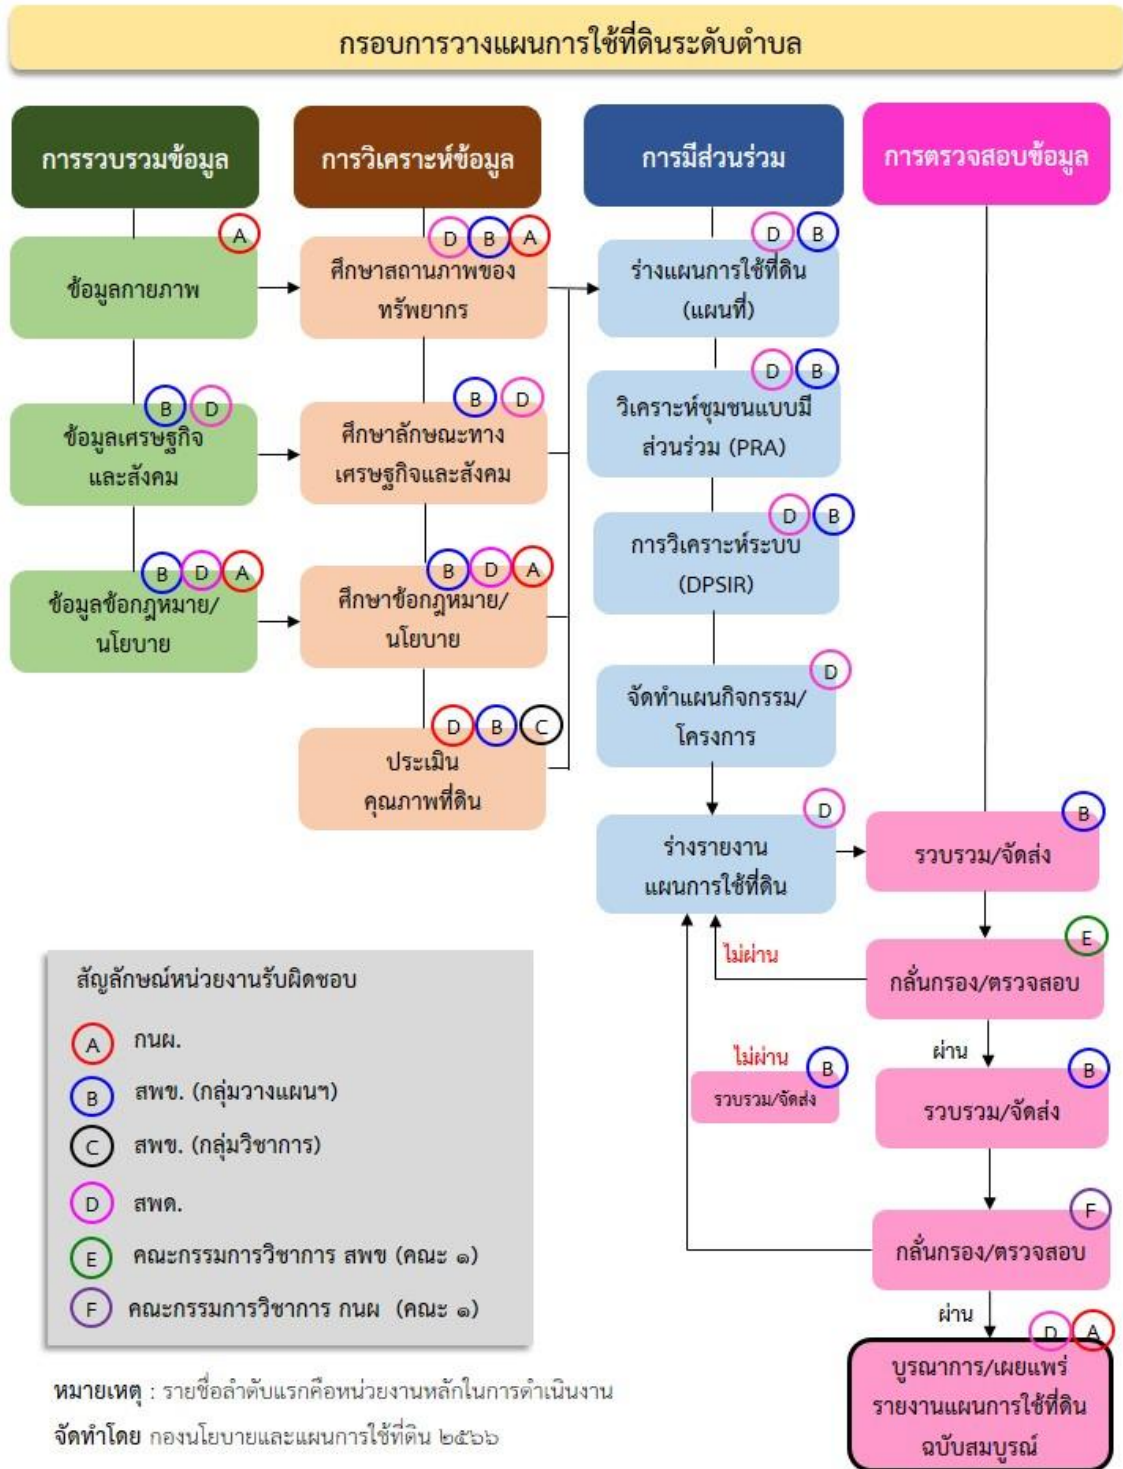 กรอบการวางแผนการใช้ที่ดินระดับตำบล
การรวบรวมข้อมูล
A
ข้อมูลกายภาพ
B D
ข้อมูลเศรษฐกิจ
และสังคม
B D A
ข้อมูลข้อกฎหมาย/
นโยบาย
การวิเคราะห์ข้อมูล
D B A
ศึกษาสถานภาพของ
ทรัพยากร
B D
ศึกษาลักษณะทาง
เศรษฐกิจและสังคม
B D A
ศึกษาข้อกฎหมาย/
นโยบาย
D B C
ประเมิน
คุณภาพที่ดิน
การมีส่วนร่วม
D B
ร่างแผนการใช้ที่ดิน
(แผนที่)
D B
วิเคราะห์ชุมชนแบบมี
ส่วนร่วม (PRA)
D B
การวิเคราะห์ระบบ
(DPSIR)
D
จัดทำแผนกิจกรรม/
โครงการ
D
ร่างรายงาน
แผนการใช้ที่ดิน
การตรวจสอบข้อมูล
B
รวบรวม/จัดส่ง
E
กลั่นกรอง/ตรวจสอบ
ไม่ผ่าน
ผ่าน
B
รวบรวม/จัดส่ง
ไม่ผ่าน
B
รวบรวม/จัดส่ง
F
กลั่นกรอง/ตรวจสอบ
ผ่าน
D A
บูรณาการ/เผยแพร่
รายงานแผนการใช้ที่ดิน
ฉบับสมบูรณ์
สัญลักษณ์หน่วยงานรับผิดชอบ
A กนผ.
B สพข. (กลุ่มวางแผนฯ)
C สพข. (กลุ่มวิชาการ)
D สพด.
E คณะกรรมการวิชาการ สพข (คณะ ๑)
F คณะกรรมการวิชาการ กนผ (คณะ ๑)
หมายเหตุ : รายชื่อลำดับแรกคือหน่วยงานหลักในการดำเนินงาน
จัดทำโดย กองนโยบายและแผนการใช้ที่ดิน ๒๕๖๖